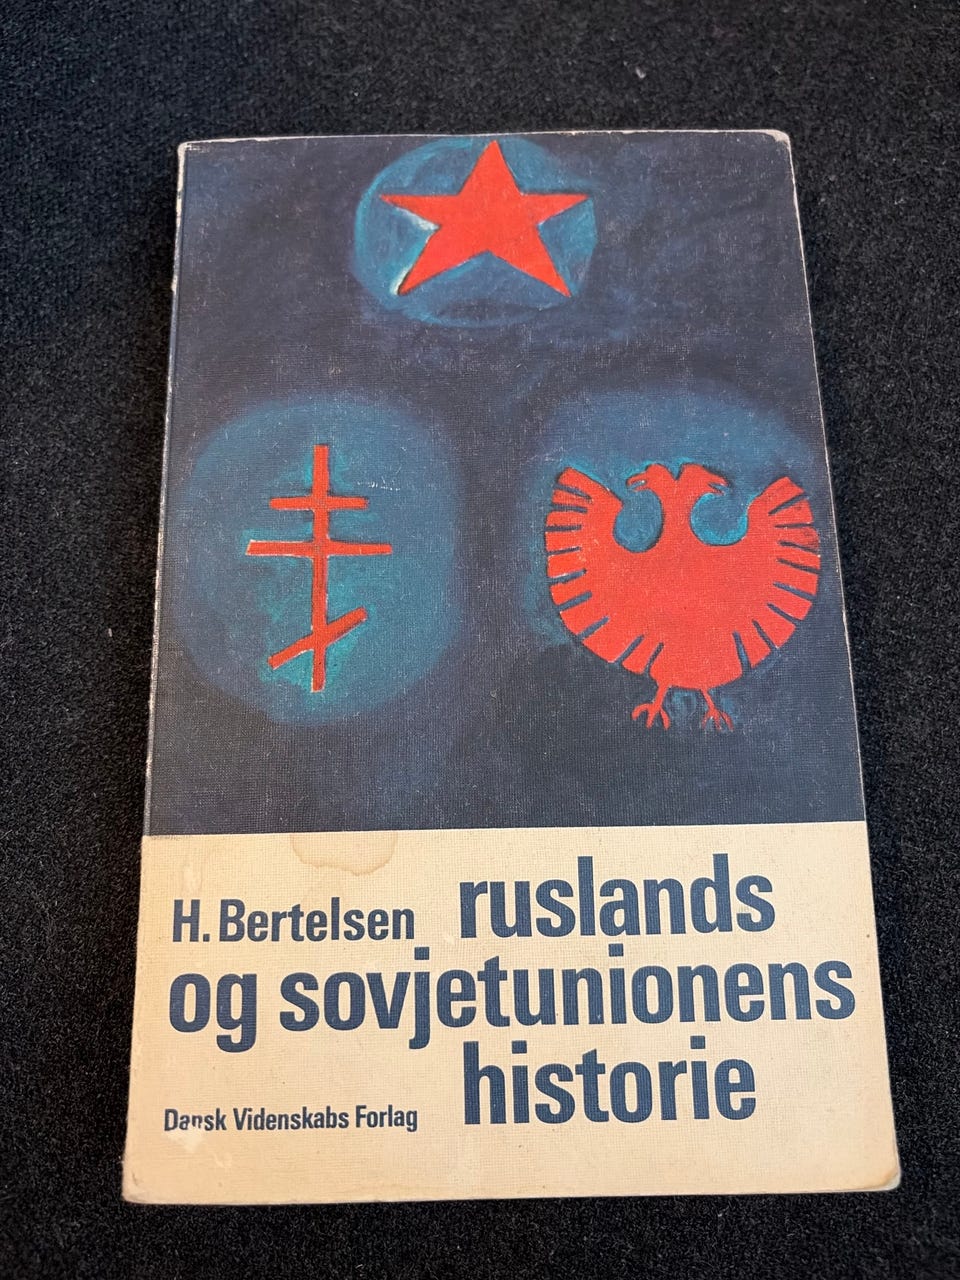 H. Bertelsen ruslands
og sovjetunionens
historie
Dansk Videnskabs Forlag